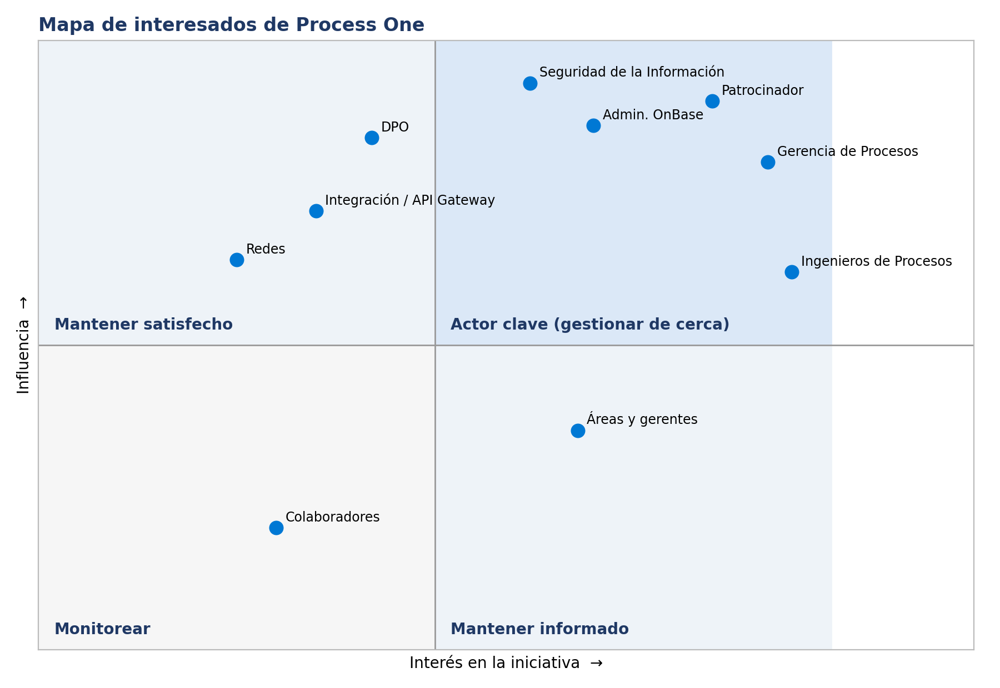 Mapa de interesados de Process One
Seguridad de la Información
Patrocinador
Admin. OnBase
DPO
Gerencia de Procesos
Integración / API Gateway
Redes
Ingenieros de Procesos
Mantener satisfecho
Actor clave (gestionar de cerca)
Influencia →
Áreas y gerentes
Colaboradores
Monitorear
Mantener informado
Interés en la iniciativa →